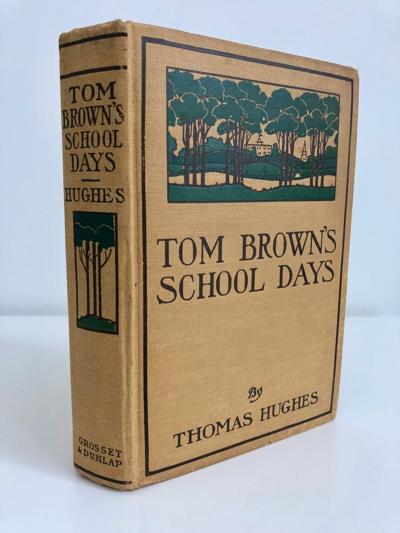 TOM
BROWN'S
SCHOOL
DAYS
HUGHES
GROSSET
& DUNLAP
TOM BROWN'S
SCHOOL DAYS
By
THOMAS HUGHES